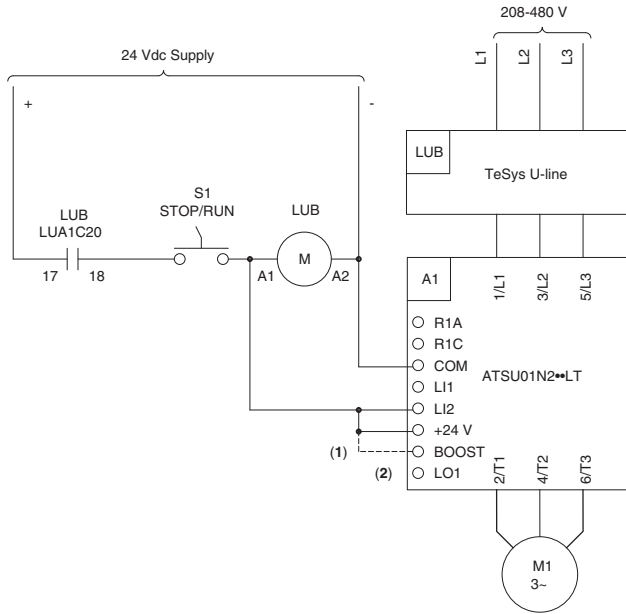 208-480 V
24 Vdc Supply
L1
L2
L3
+
-
LUB
TeSys U-line
S1
STOP/RUN
LUB
LUA1C20
LUB
M
17
18
A1
A2
A1
1/L1
3/L2
5/L3
R1A
R1C
COM
ATSU01N2••LT
LI1
LI2
+24 V
(1)
BOOST
(2)
LO1
2/T1
4/T2
6/T3
M1
3~